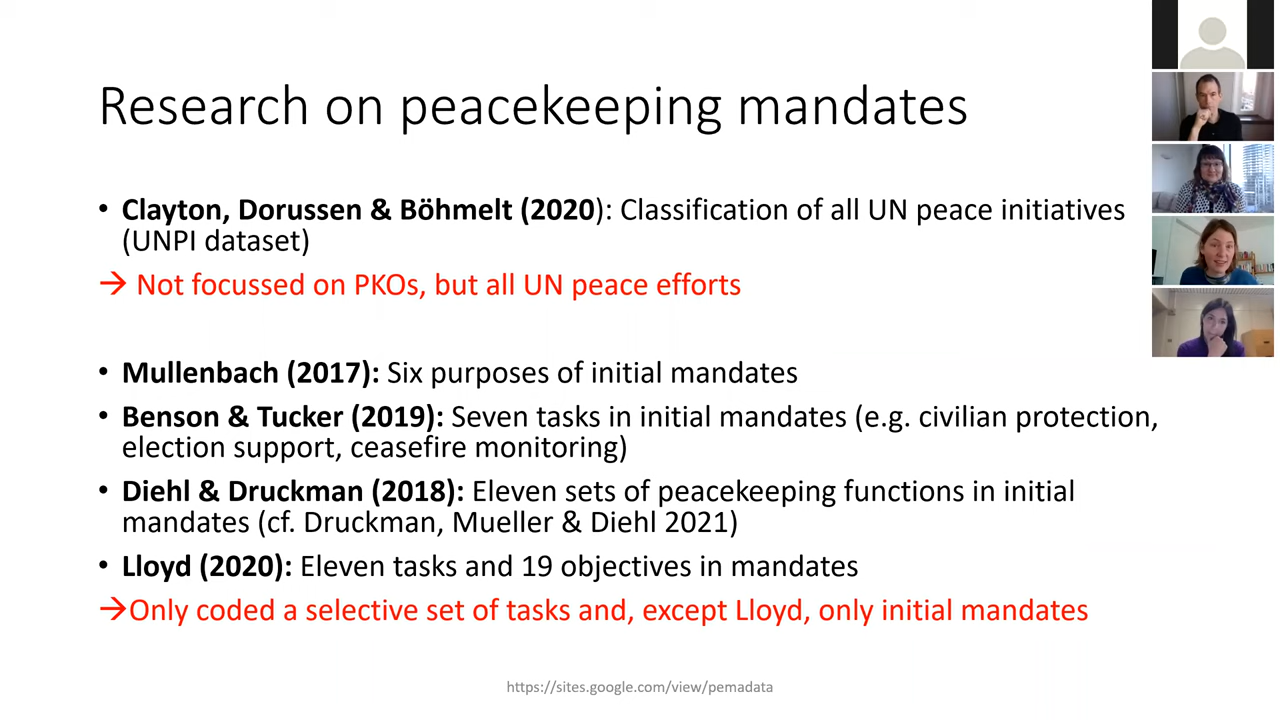 Research on peacekeeping mandates
• Clayton, Dorussen & Böhmelt (2020): Classification of all UN peace initiatives
(UNPI dataset)
→ Not focussed on PKOs, but all UN peace efforts
• Mullenbach (2017): Six purposes of initial mandates
• Benson & Tucker (2019): Seven tasks in initial mandates (e.g. civilian protection,
election support, ceasefire monitoring)
• Diehl & Druckman (2018): Eleven sets of peacekeeping functions in initial
mandates (cf. Druckman, Mueller & Diehl 2021)
• Lloyd (2020): Eleven tasks and 19 objectives in mandates
→Only coded a selective set of tasks and, except Lloyd, only initial mandates
https://sites.google.com/view/pemadata